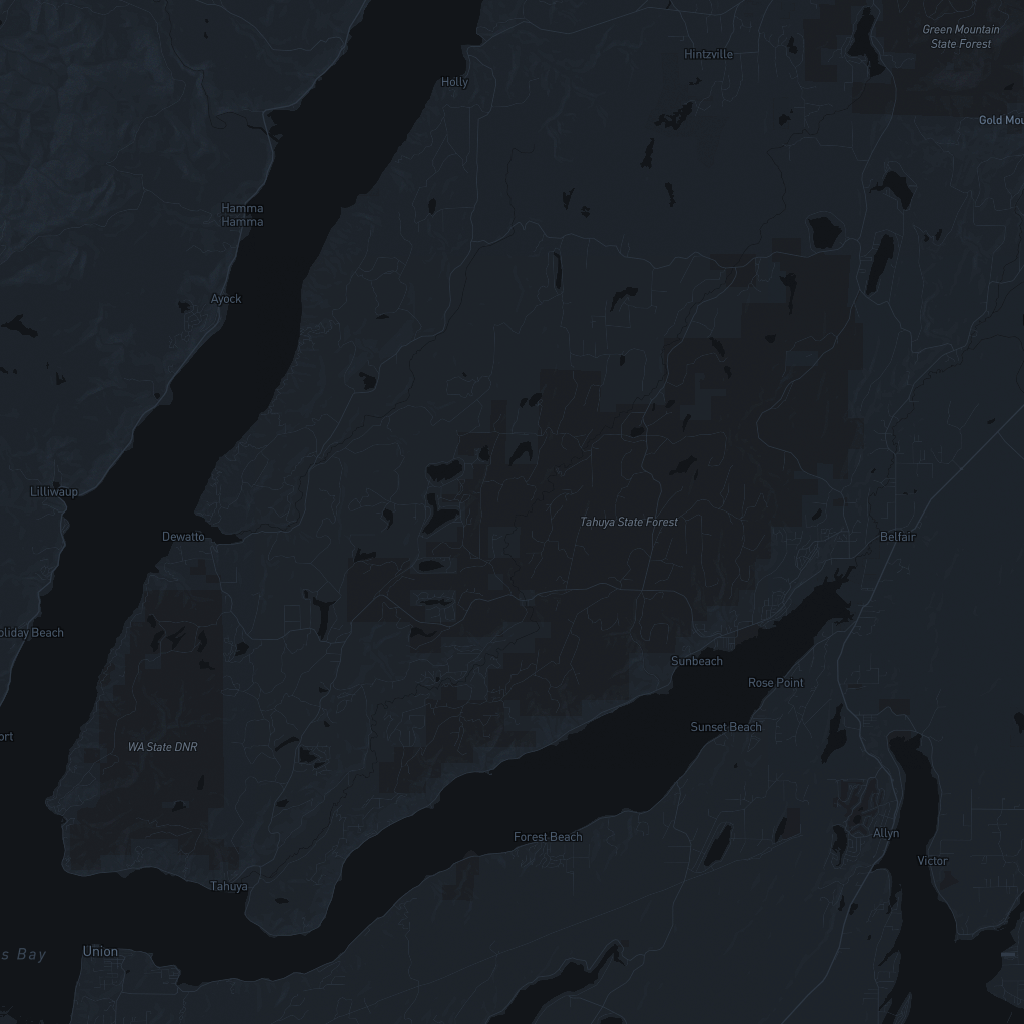 Green Mountain
State Forest
Hintzville
Holly
Gold Mou
Hamma
Hamma
Ayock
Lilliwaup
Tahuya State Forest
Dewatto
Belfair
oliday Beach
Sunbeach
Rose Point
Sunset Beach
ort
WA State DNR
Forest Beach
Allyn
Victor
Tahuya
Union
s Bay